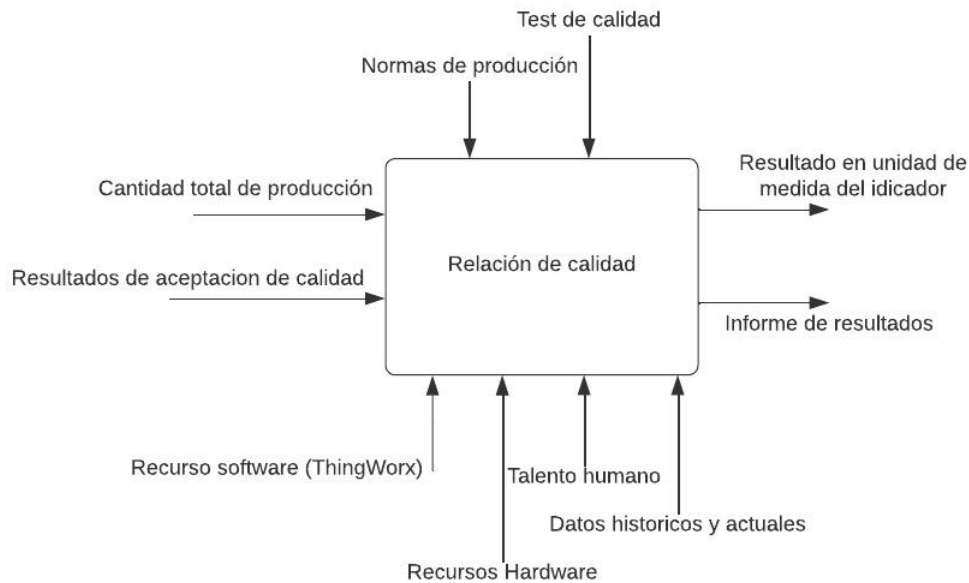 Test de calidad
Normas de producción
Cantidad total de producción
Resultado en unidad de
medida del idicador
Relación de calidad
Resultados de aceptacion de calidad
Informe de resultados
Recurso software (ThingWorx)
Talento humano
Datos historicos y actuales
Recursos Hardware